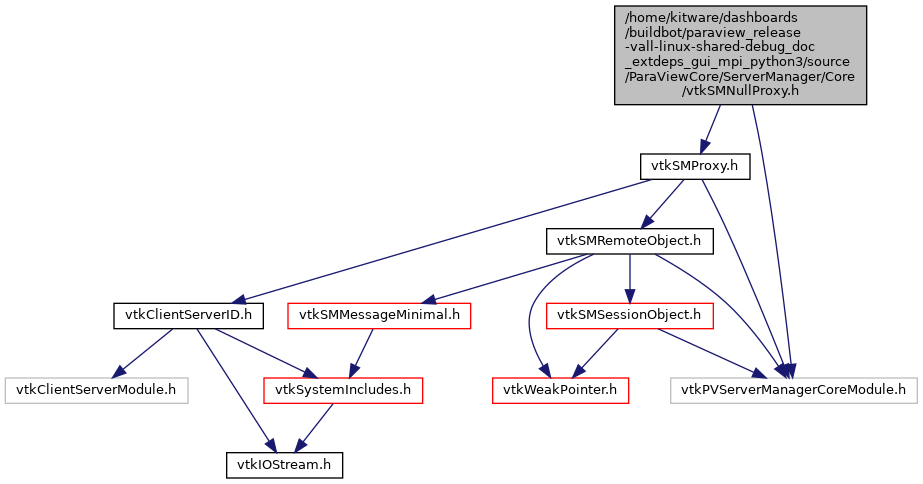 /home/kitware/dashboards
/buildbot/paraview_release
-vall-linux-shared-debug_doc
_extdeps_gui_mpi_python3/source
/ParaViewCore/ServerManager/Core
/vtkSMNullProxy.h
vtkSMProxy.h
vtkSMRemoteObject.h
vtkClientServerID.h
vtkSMMessageMinimal.h
vtkSMSessionObject.h
vtkClientServerModule.h
vtkSystemIncludes.h
vtkWeakPointer.h
vtkPVServerManagerCoreModule.h
vtkIOStream.h